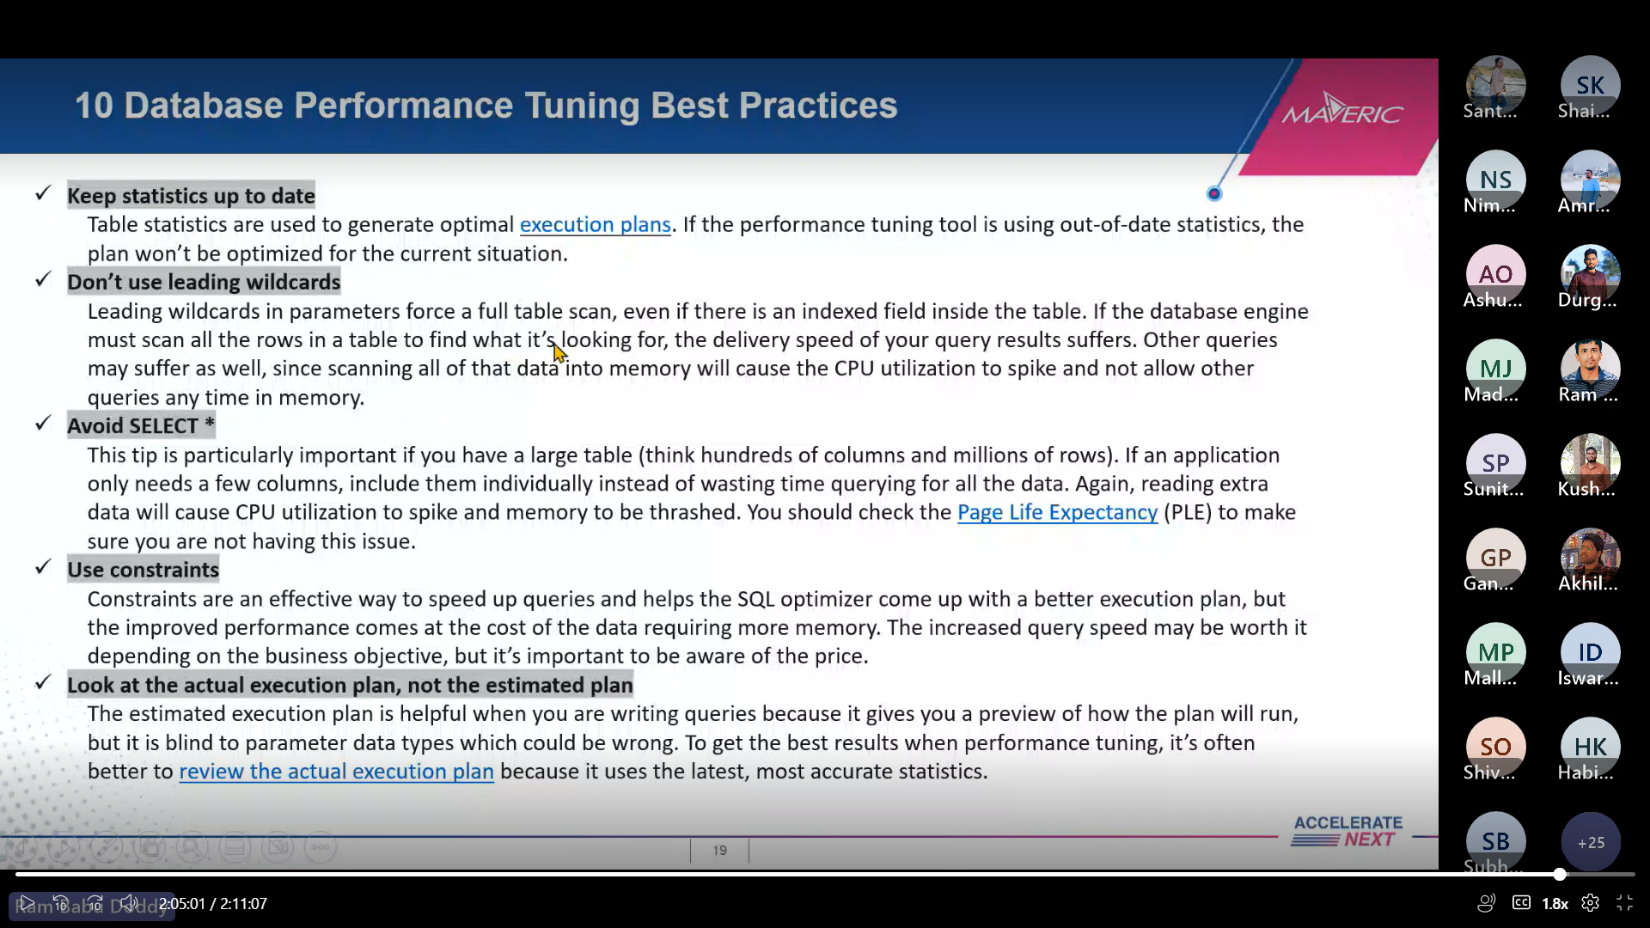 10 Database Performance Tuning Best Practices
MAVERIC
✓ Keep statistics up to date
Table statistics are used to generate optimal execution plans. If the performance tuning tool is using out-of-date statistics, the
plan won’t be optimized for the current situation.
✓ Don’t use leading wildcards
Leading wildcards in parameters force a full table scan, even if there is an indexed field inside the table. If the database engine
must scan all the rows in a table to find what it’s looking for, the delivery speed of your query results suffers. Other queries
may suffer as well, since scanning all of that data into memory will cause the CPU utilization to spike and not allow other
queries any time in memory.
✓ Avoid SELECT *
This tip is particularly important if you have a large table (think hundreds of columns and millions of rows). If an application
only needs a few columns, include them individually instead of wasting time querying for all the data. Again, reading extra
data will cause CPU utilization to spike and memory to be thrashed. You should check the Page Life Expectancy (PLE) to make
sure you are not having this issue.
✓ Use constraints
Constraints are an effective way to speed up queries and helps the SQL optimizer come up with a better execution plan, but
the improved performance comes at the cost of the data requiring more memory. The increased query speed may be worth it
depending on the business objective, but it’s important to be aware of the price.
✓ Look at the actual execution plan, not the estimated plan
The estimated execution plan is helpful when you are writing queries because it gives you a preview of how the plan will run,
but it is blind to parameter data types which could be wrong. To get the best results when performance tuning, it’s often
better to review the actual execution plan because it uses the latest, most accurate statistics.
ACCELERATE
NEXT
19
Sant...
SK
Shai...
NS
Nim...
Amr...
AO
Ashu...
Durg...
MJ
Mad...
Ram ...
SP
Sunit...
Kush...
GP
Gan...
Akhil...
MP
Mall...
ID
Iswar...
SO
Shiv...
HK
Habi...
SB
Subh...
+25
Ram Babu Doddy
10
10
2:05:01 / 2:11:07
CC
1.8x